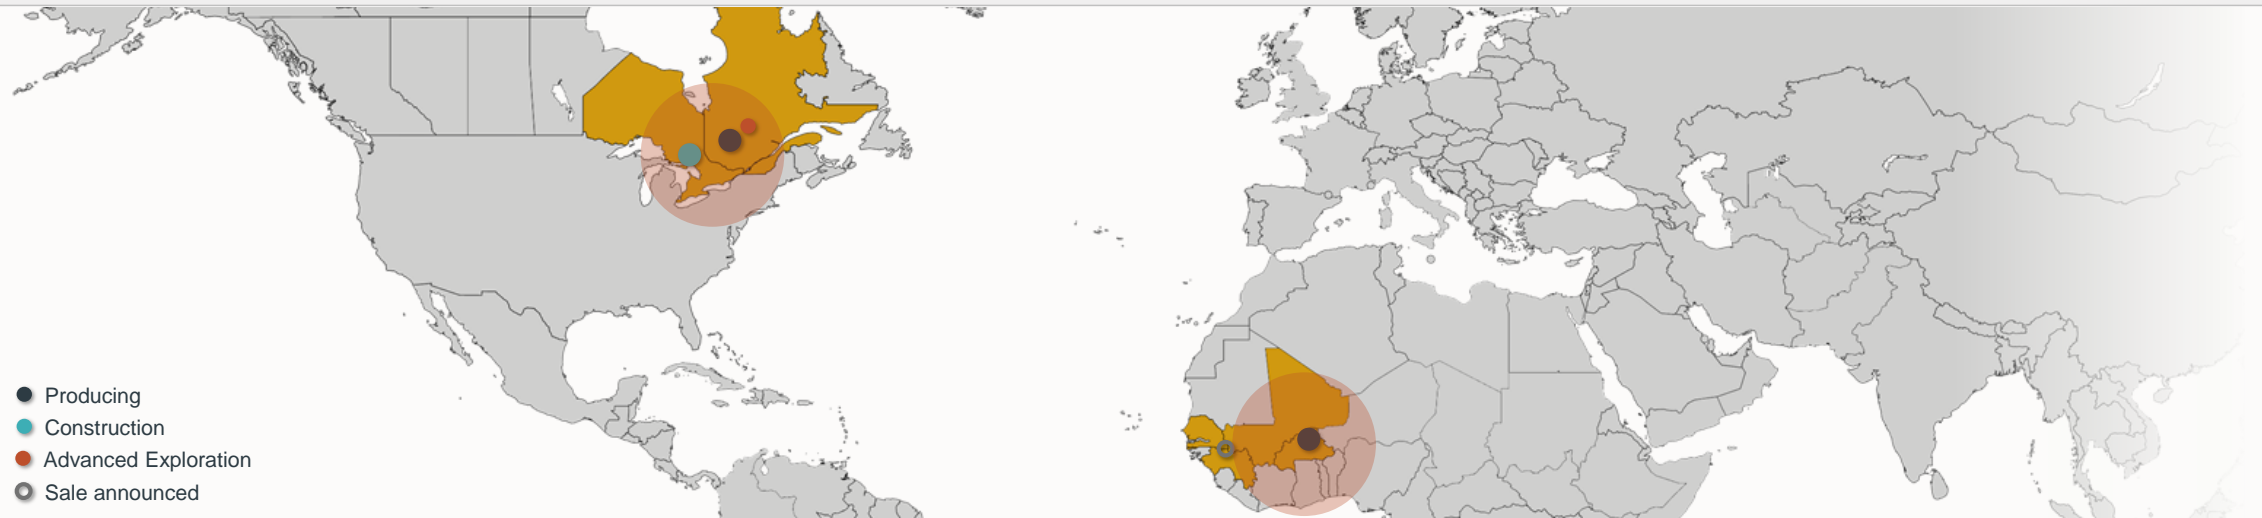 Producing
Construction
Advanced Exploration
Sale announced